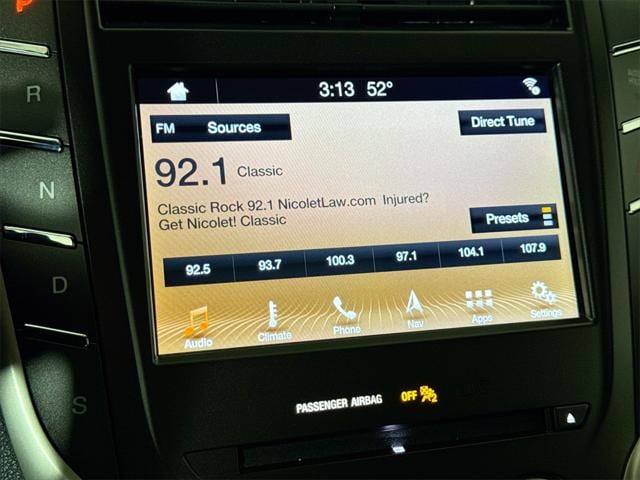 P
R
N
D
S
3:13 52°
FM Sources
Direct Tune
92.1 Classic
Classic Rock 92.1 NicoletLaw.com Injured?
Get Nicolet! Classic
Presets
92.5 93.7 100.3 97.1 104.1 107.9
Audio Climate Phone Nav Apps Settings
PASSENGER AIRBAG OFF 2